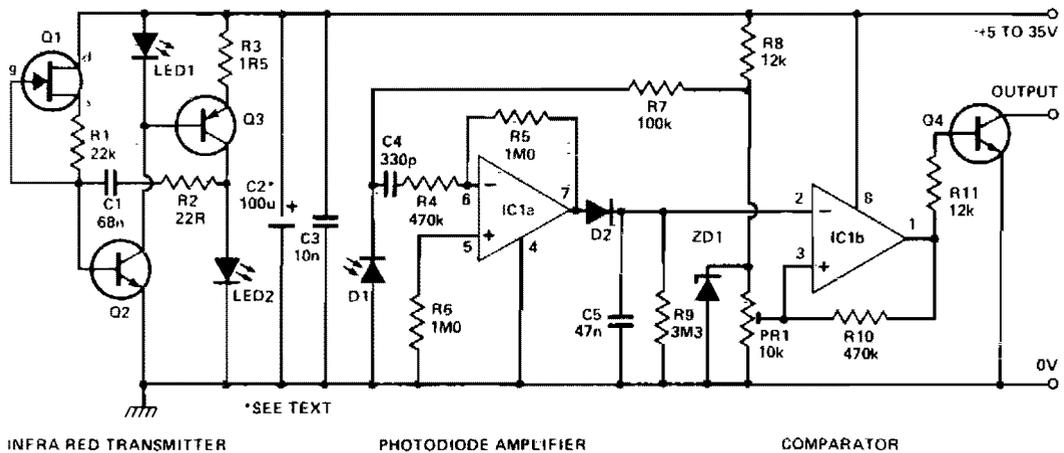 Q1
d
g
s
LED1
R3
1R5
Q3
R1
22k
C1
68n
R2
22R
Q2
LED2
C2*
100u
+
C3
10n
*SEE TEXT
C4
330p
R4
470k
R5
1M0
6
−
7
IC1a
5
+
4
R6
1M0
D1
D2
R7
100k
R8
12k
C5
47n
R9
3M3
ZD1
PR1
10k
2
−
8
IC1b
1
3
+
R10
470k
R11
12k
Q4
+5 TO 35V
OUTPUT
0V
INFRA RED TRANSMITTER
PHOTODIODE AMPLIFIER
COMPARATOR